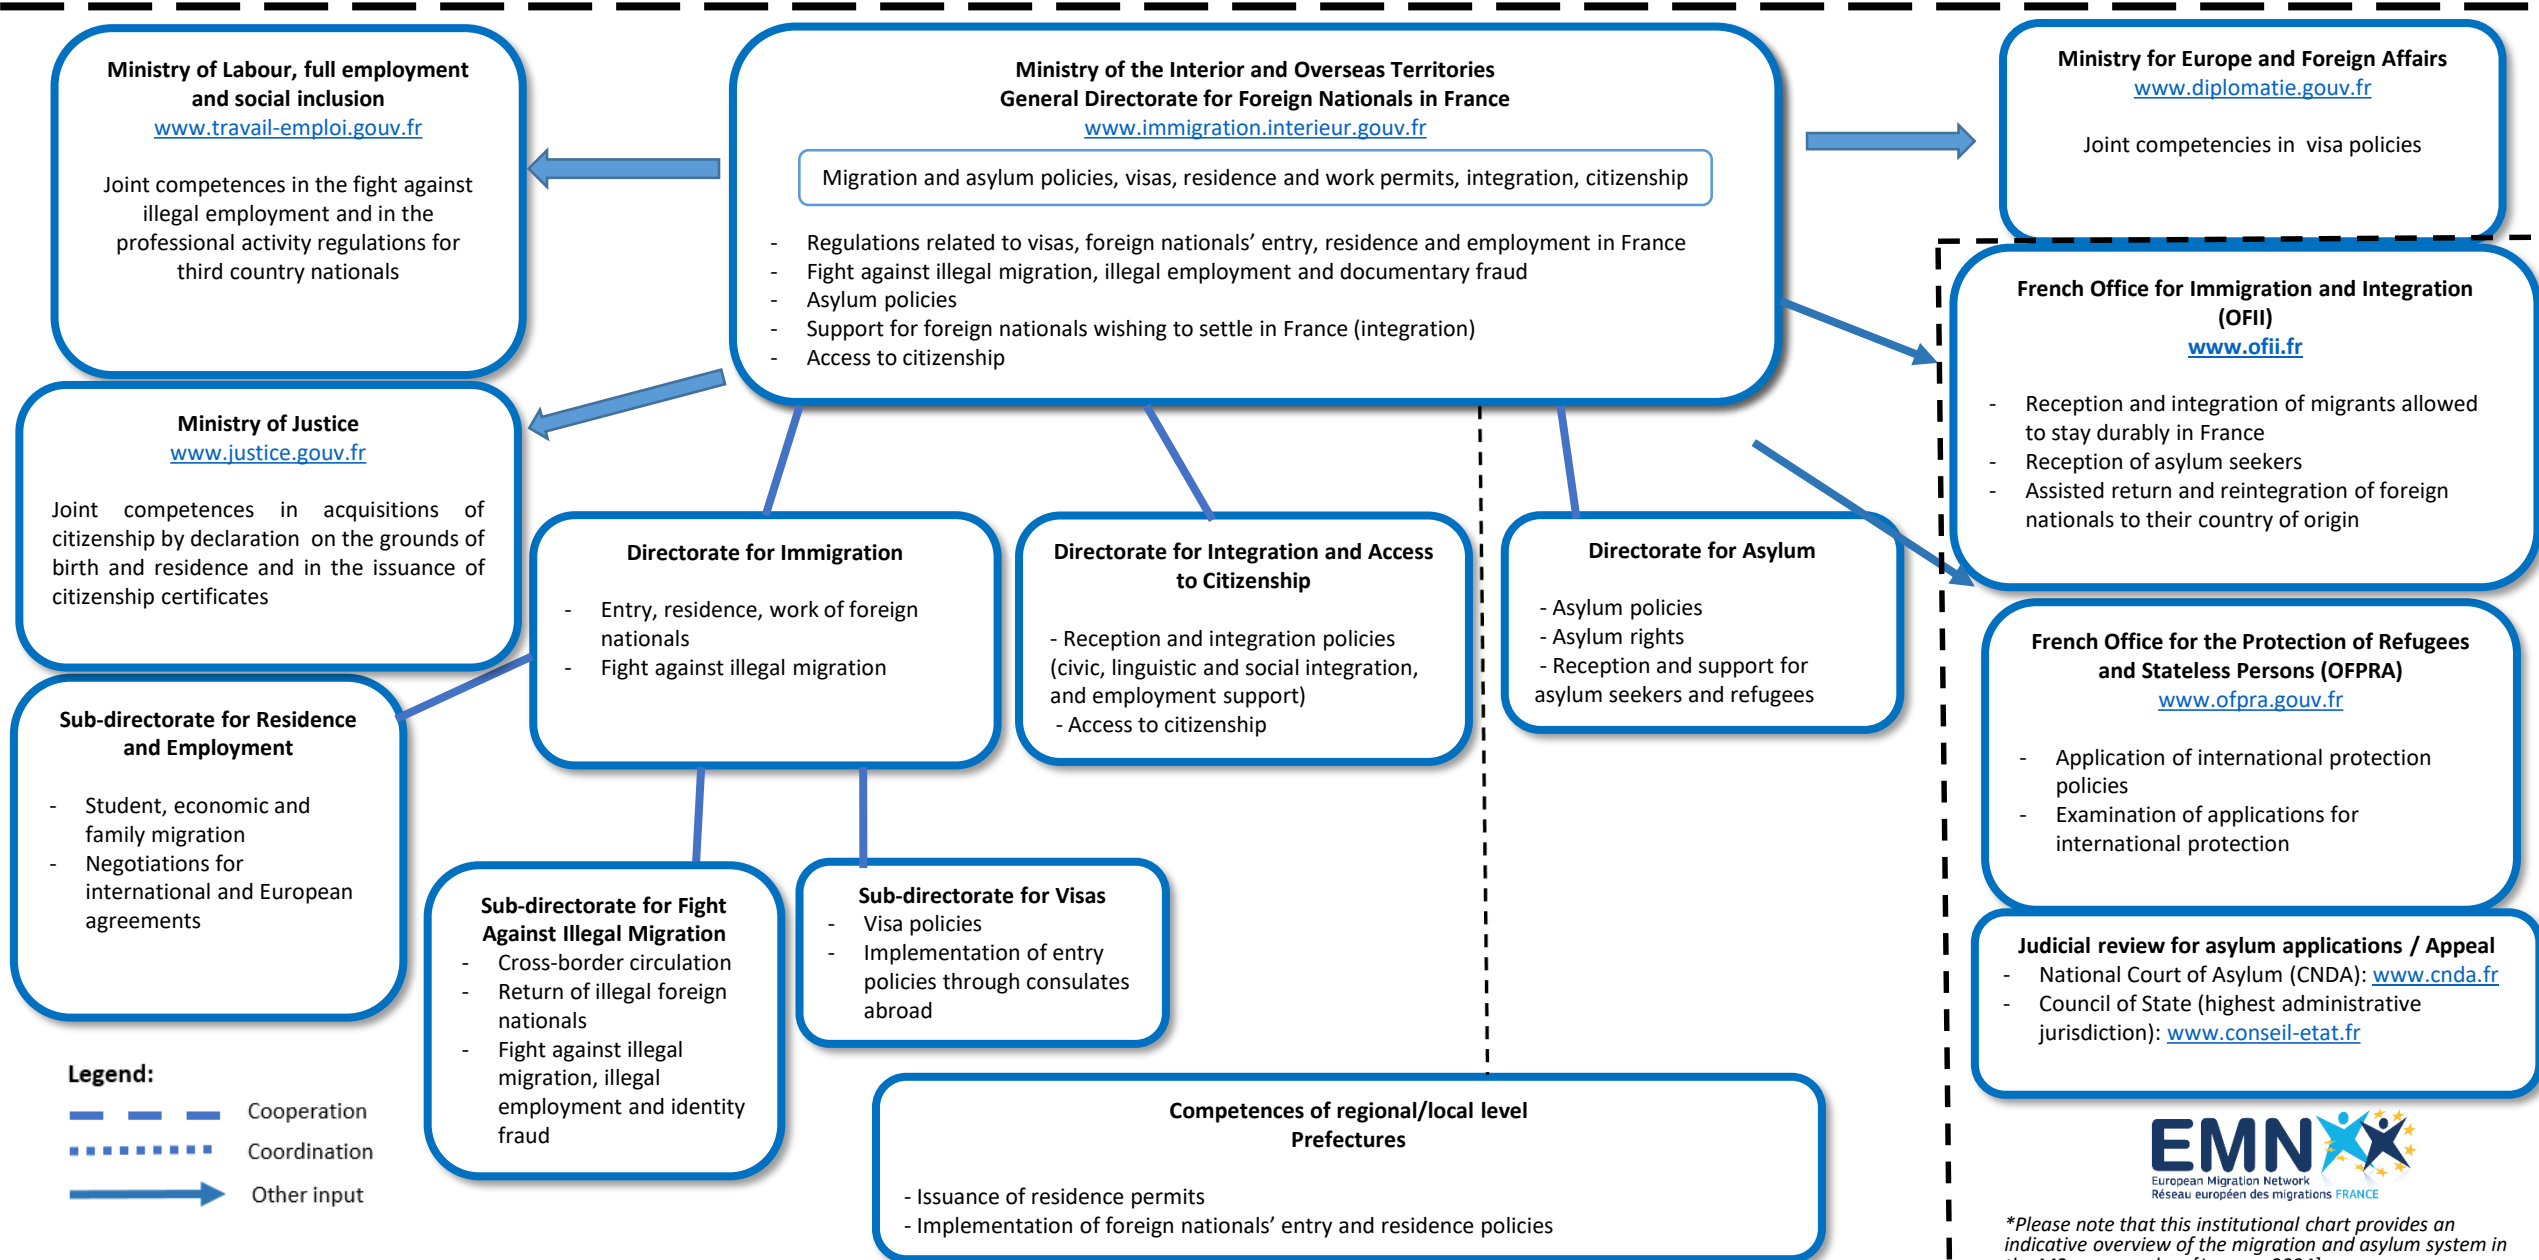 Ministry of Labour, full employment
and social inclusion
www.travail-emploi.gouv.fr
Joint competences in the fight against
illegal employment and in the
professional activity regulations for
third country nationals
Ministry of the Interior and Overseas Territories
General Directorate for Foreign Nationals in France
www.immigration.interieur.gouv.fr
Migration and asylum policies, visas, residence and work permits, integration, citizenship
- Regulations related to visas, foreign nationals’ entry, residence and employment in France
- Fight against illegal migration, illegal employment and documentary fraud
- Asylum policies
- Support for foreign nationals wishing to settle in France (integration)
- Access to citizenship
Ministry for Europe and Foreign Affairs
www.diplomatie.gouv.fr
Joint competencies in visa policies
French Office for Immigration and Integration
(OFII)
www.ofii.fr
- Reception and integration of migrants allowed
to stay durably in France
- Reception of asylum seekers
- Assisted return and reintegration of foreign
nationals to their country of origin
Ministry of Justice
www.justice.gouv.fr
Joint competences in acquisitions of
citizenship by declaration on the grounds of
birth and residence and in the issuance of
citizenship certificates
Directorate for Immigration
- Entry, residence, work of foreign
nationals
- Fight against illegal migration
Directorate for Integration and Access
to Citizenship
- Reception and integration policies
(civic, linguistic and social integration,
and employment support)
- Access to citizenship
Directorate for Asylum
- Asylum policies
- Asylum rights
- Reception and support for
asylum seekers and refugees
French Office for the Protection of Refugees
and Stateless Persons (OFPRA)
www.ofpra.gouv.fr
- Application of international protection
policies
- Examination of applications for
international protection
Sub-directorate for Residence
and Employment
- Student, economic and
family migration
- Negotiations for
international and European
agreements
Sub-directorate for Fight
Against Illegal Migration
- Cross-border circulation
- Return of illegal foreign
nationals
- Fight against illegal
migration, illegal
employment and identity
fraud
Sub-directorate for Visas
- Visa policies
- Implementation of entry
policies through consulates
abroad
Judicial review for asylum applications / Appeal
- National Court of Asylum (CNDA): www.cnda.fr
- Council of State (highest administrative
jurisdiction): www.conseil-etat.fr
Legend:
Cooperation
Coordination
Other input
Competences of regional/local level
Prefectures
- Issuance of residence permits
- Implementation of foreign nationals’ entry and residence policies
EMN
European Migration Network
Réseau européen des migrations FRANCE
*Please note that this institutional chart provides an
indicative overview of the migration and asylum system in